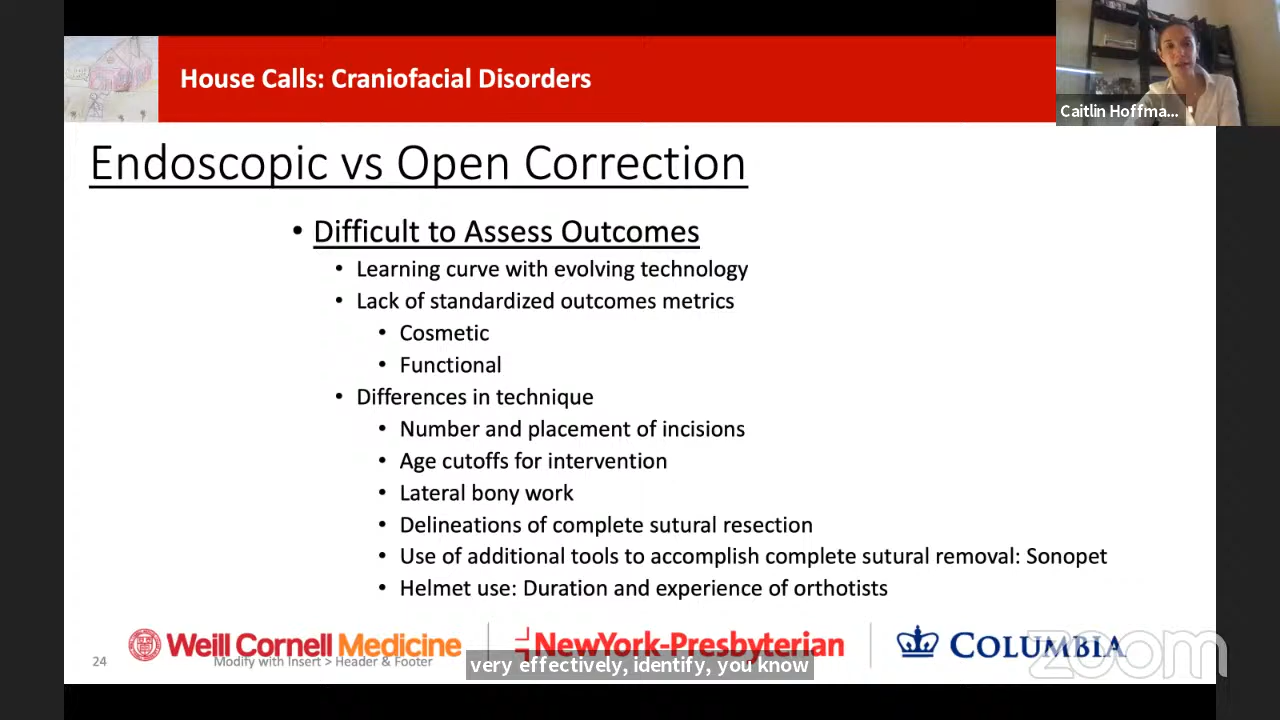 House Calls: Craniofacial Disorders
Caitlin Hoffma...
Endoscopic vs Open Correction
• Difficult to Assess Outcomes
• Learning curve with evolving technology
• Lack of standardized outcomes metrics
• Cosmetic
• Functional
• Differences in technique
• Number and placement of incisions
• Age cutoffs for intervention
• Lateral bony work
• Delineations of complete sutural resection
• Use of additional tools to accomplish complete sutural removal: Sonopet
• Helmet use: Duration and experience of orthotists
Weill Cornell Medicine
NewYork-Presbyterian
COLUMBIA
zoom
24
Modify with Insert > Header & Footer
very effectively, identify, you know